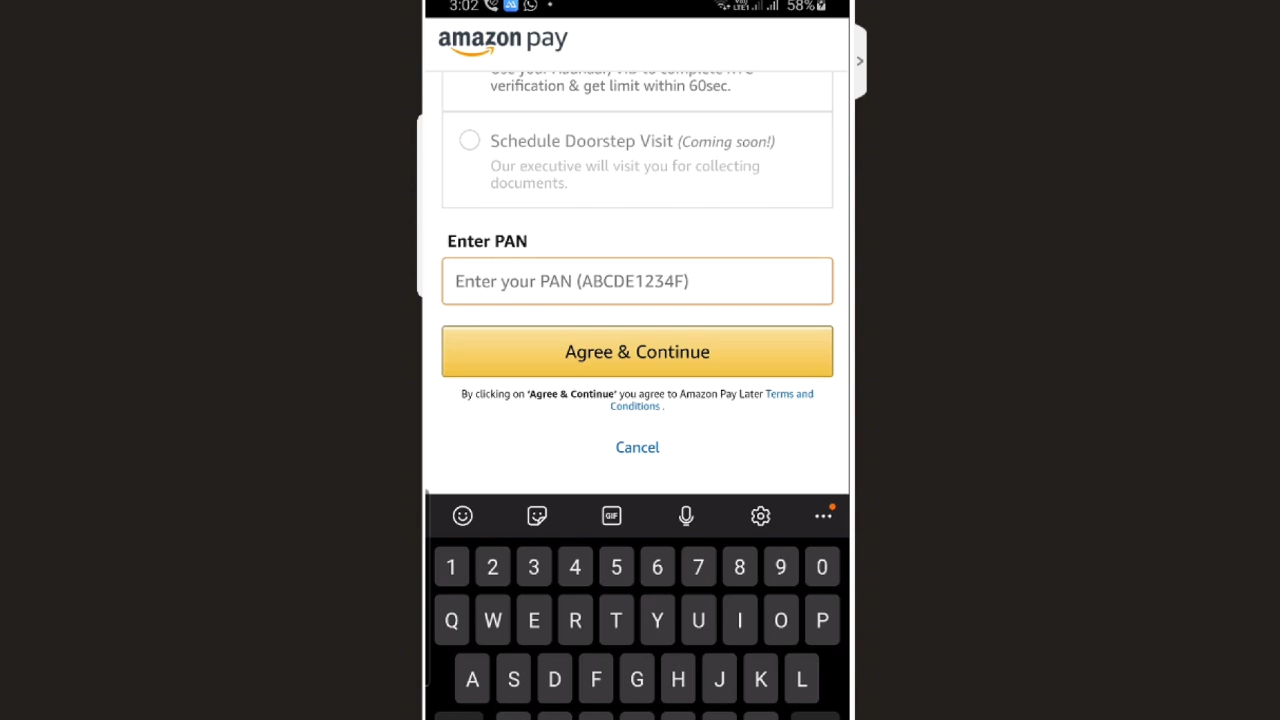 3:02
58%
amazon pay
verification & get limit within 60sec.
Schedule Doorstep Visit (Coming soon!)
Our executive will visit you for collecting
documents.
Enter PAN
Enter your PAN (ABCDE1234F)
Agree & Continue
By clicking on 'Agree & Continue' you agree to Amazon Pay Later Terms and
Conditions .
Cancel
GIF
1 2 3 4 5 6 7 8 9 0
Q W E R T Y U I O P
A S D F G H J K L